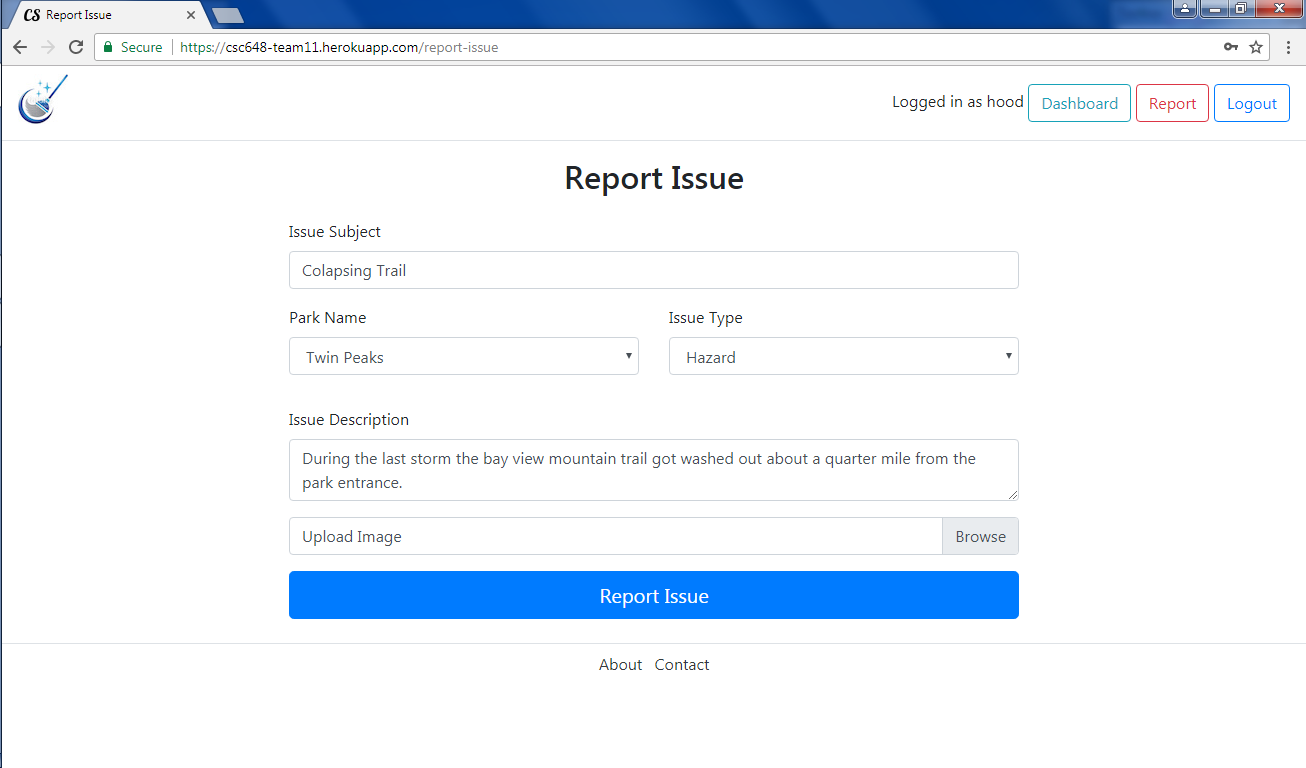 CS Report Issue
Secure https://csc648-team11.herokuapp.com/report-issue
Logged in as hood Dashboard Report Logout
Report Issue
Issue Subject
Colapsing Trail
Park Name Issue Type
Twin Peaks Hazard
Issue Description
During the last storm the bay view mountain trail got washed out about a quarter mile from the
park entrance.
Upload Image Browse
Report Issue
About Contact